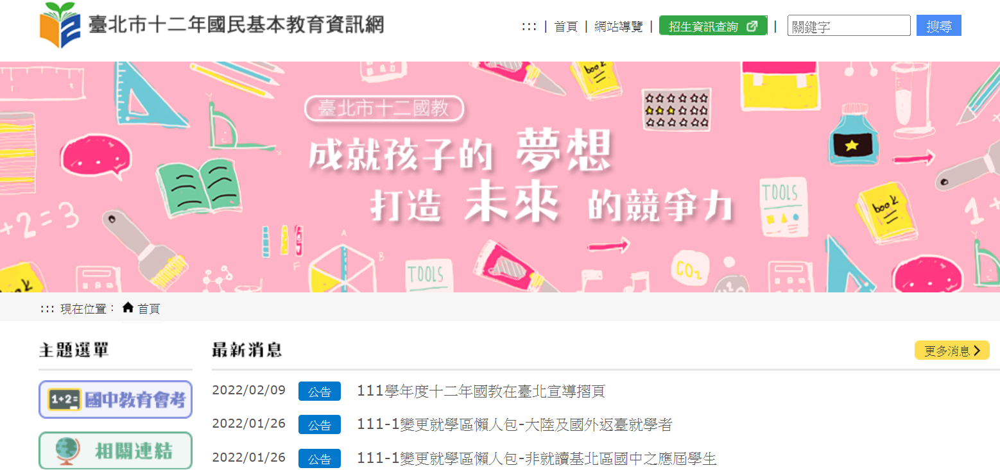 臺北市十二年國民基本教育資訊網
::: | 首頁 | 網站導覽 | 招生資訊查詢 | 關鍵字 搜尋
臺北市十二國教
成就孩子的 夢想
打造 未來 的競爭力
book
TOOLS
book
+2=3
1+
A
B
F
TOOLS
CO2
::: 現在位置： 首頁
主題選單
最新消息
更多消息
1+2= 國中教育會考
相關連結
2022/02/09 公告 111學年度十二年國教在臺北宣導摺頁
2022/01/26 公告 111-1變更就學區懶人包-大陸及國外返臺就學者
2022/01/26 公告 111-1變更就學區懶人包-非就讀基北區國中之應屆學生